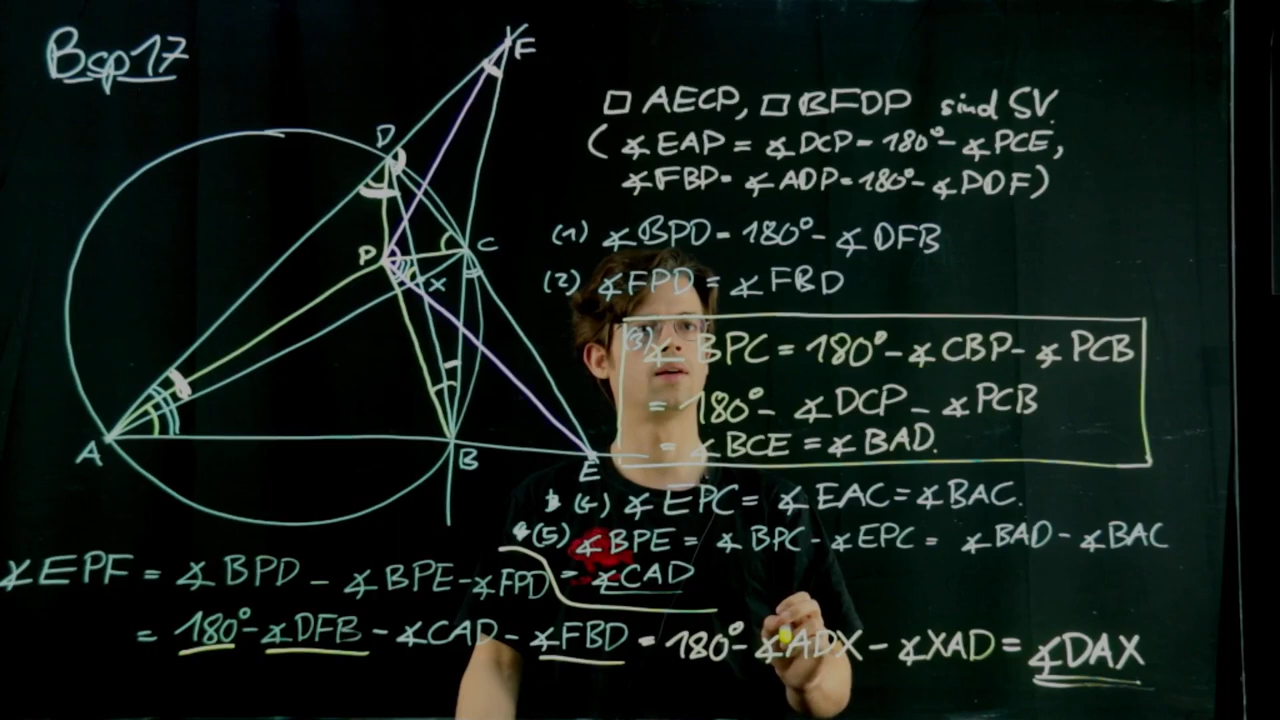 Bsp17
F
D
C
P
X
A
B
E
□ AECP, □ BFDP sind SV.
(∡EAP = ∡DCP = 180° - ∡PCE,
∡FBP = ∡ADP = 180° - ∡PDF)
(1) ∡BPD = 180° - ∡DFB
(2) ∡FPD = ∡FBD
(3) ∡BPC = 180° - ∡CBP - ∡PCB
= 180° - ∡DCP - ∡PCB
= ∡BCE = ∡BAD.
(4) ∡EPC = ∡EAC = ∡BAC.
(5) ∡BPE = ∡BPC - ∡EPC = ∡BAD - ∡BAC
= ∡CAD
∡EPF = ∡BPD - ∡BPE - ∡FPD
= 180° - ∡DFB - ∡CAD - ∡FBD = 180° - ∡ADX - ∡XAD = ∡DAX